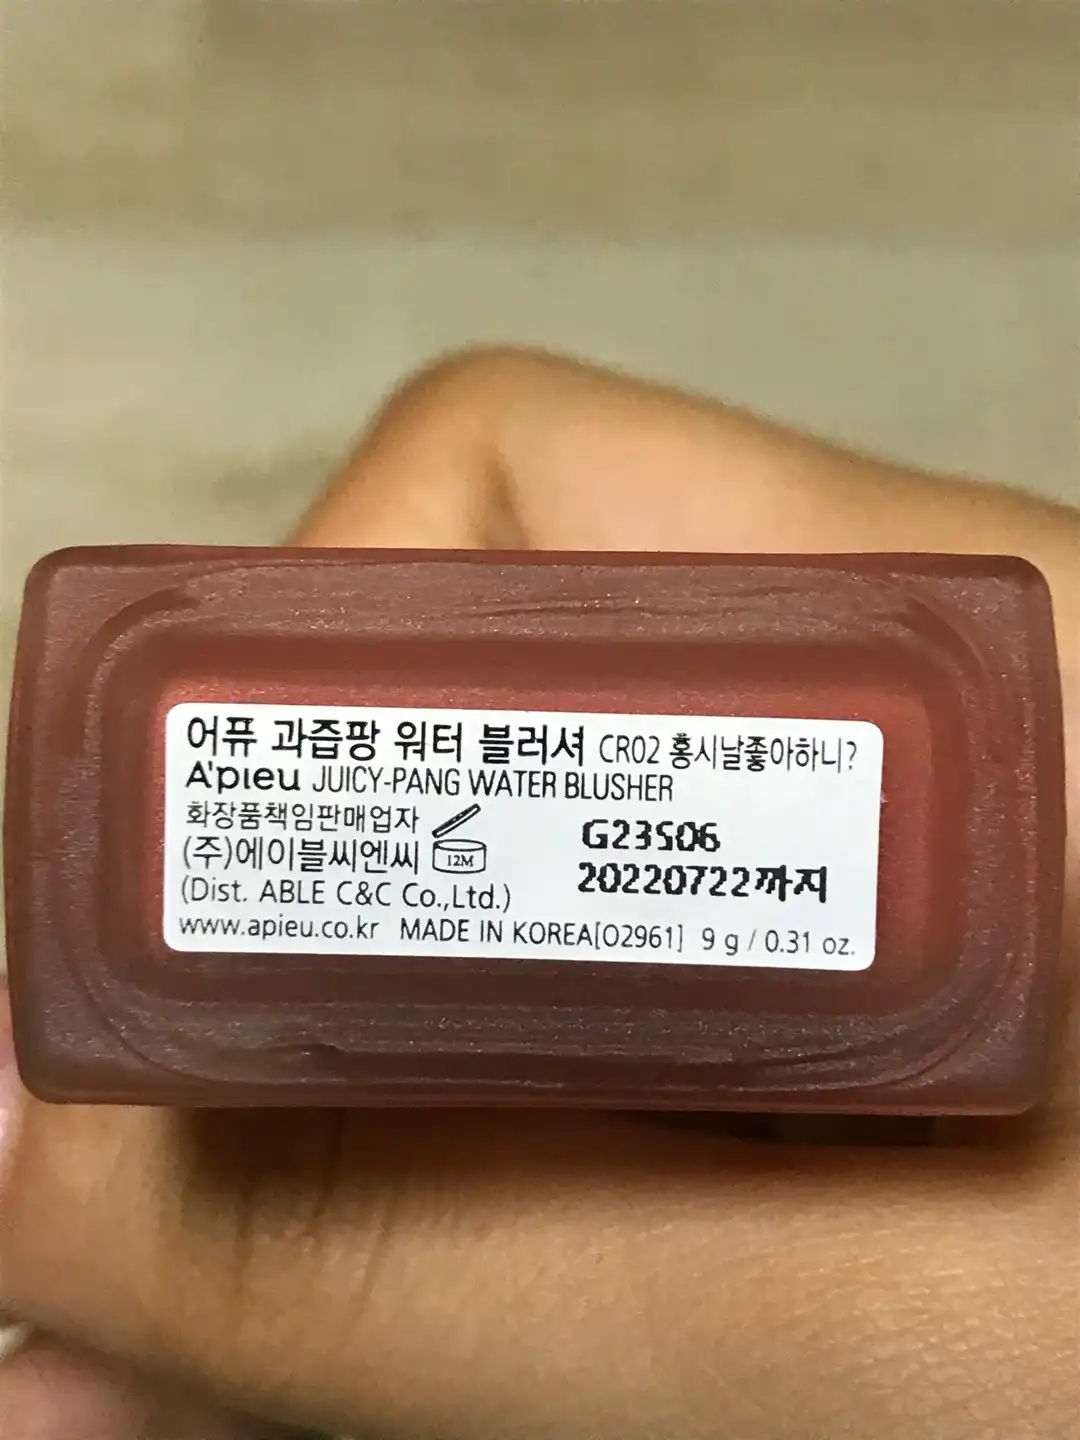 어퓨 과즙팡 워터 블러셔 CR02 홍시날좋아하니?
A'pieu JUICY-PANG WATER BLUSHER
화장품책임판매업자
(주)에이블씨엔씨 12M
(Dist. ABLE C&C Co.,Ltd.)
G23S06
20220722까지
www.apieu.co.kr MADE IN KOREA[02961] 9 g / 0.31 oz.